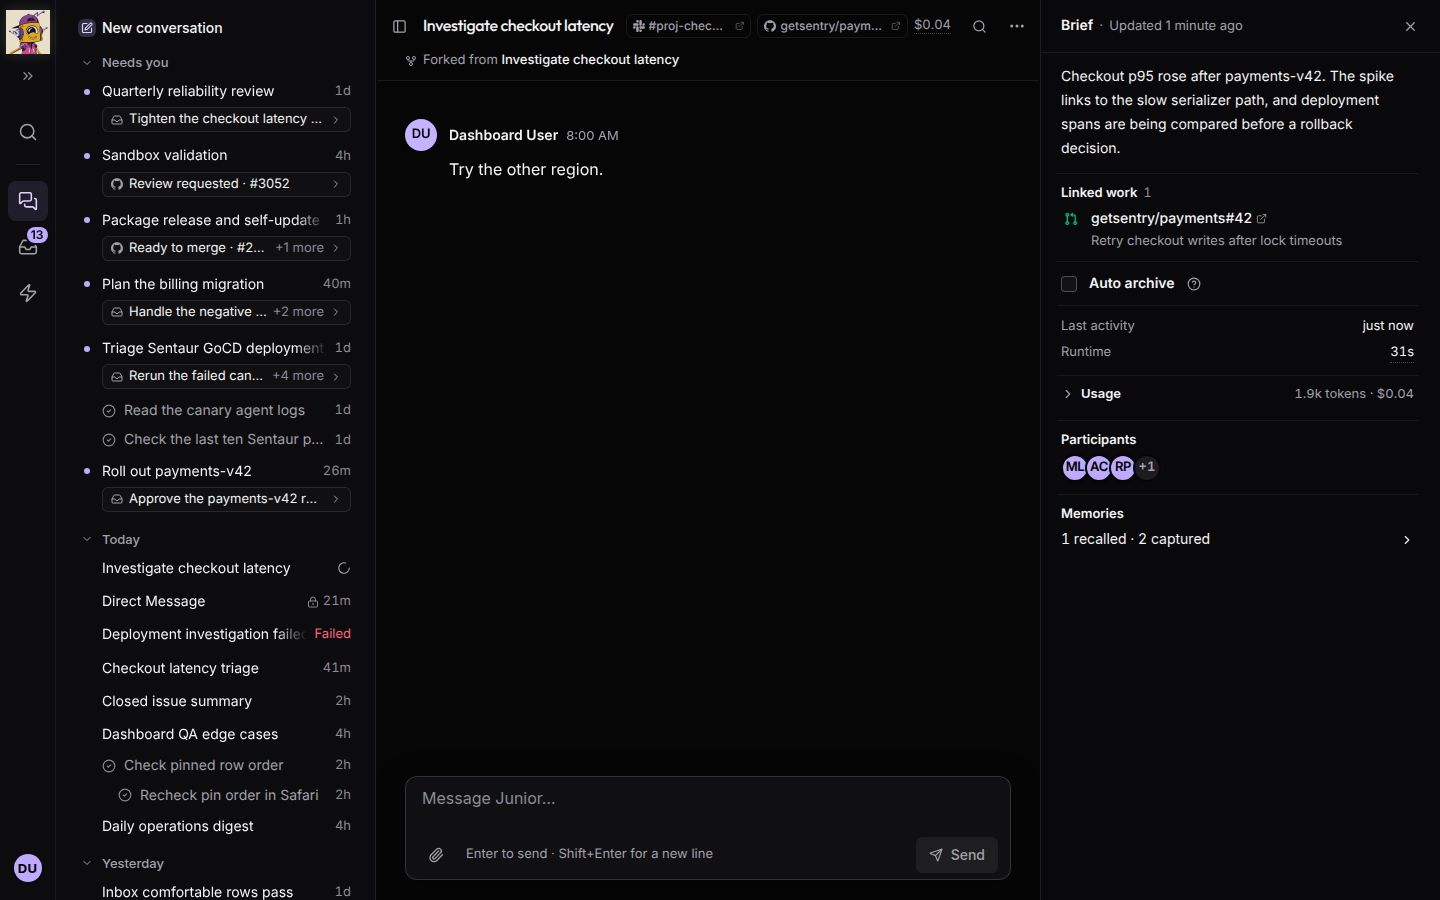 New conversation
Needs you
Quarterly reliability review 1d
Tighten the checkout latency ...
Sandbox validation 4h
Review requested · #3052
Package release and self-update 1h
Ready to merge · #2... +1 more
Plan the billing migration 40m
Handle the negative ... +2 more
Triage Sentaur GoCD deployment 1d
Rerun the failed can... +4 more
Read the canary agent logs 1d
Check the last ten Sentaur p... 1d
Roll out payments-v42 26m
Approve the payments-v42 r...
Today
Investigate checkout latency
Direct Message 21m
Deployment investigation failed Failed
Checkout latency triage 41m
Closed issue summary 2h
Dashboard QA edge cases 4h
Check pinned row order 2h
Recheck pin order in Safari 2h
Daily operations digest 4h
Yesterday
Inbox comfortable rows pass 1d
13
DU
Investigate checkout latency #proj-chec... getsentry/paym... $0.04
Forked from Investigate checkout latency
DU Dashboard User 8:00 AM
Try the other region.
Message Junior...
Enter to send · Shift+Enter for a new line Send
Brief · Updated 1 minute ago
Checkout p95 rose after payments-v42. The spike
links to the slow serializer path, and deployment
spans are being compared before a rollback
decision.
Linked work 1
getsentry/payments#42
Retry checkout writes after lock timeouts
Auto archive
Last activity just now
Runtime 31s
Usage 1.9k tokens · $0.04
Participants
ML AC RP +1
Memories
1 recalled · 2 captured